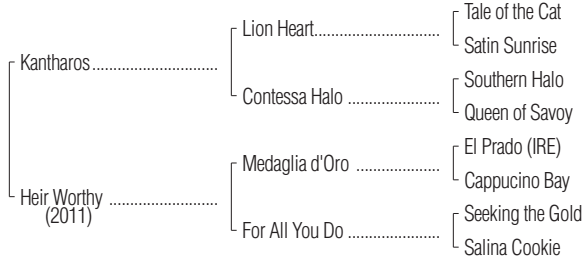 Tale of the Cat
Lion Heart
Satin Sunrise
Kantharos
Southern Halo
Contessa Halo
Queen of Savoy
El Prado (IRE)
Medaglia d'Oro
Cappucino Bay
Heir Worthy
(2011)
Seeking the Gold
For All You Do
Salina Cookie